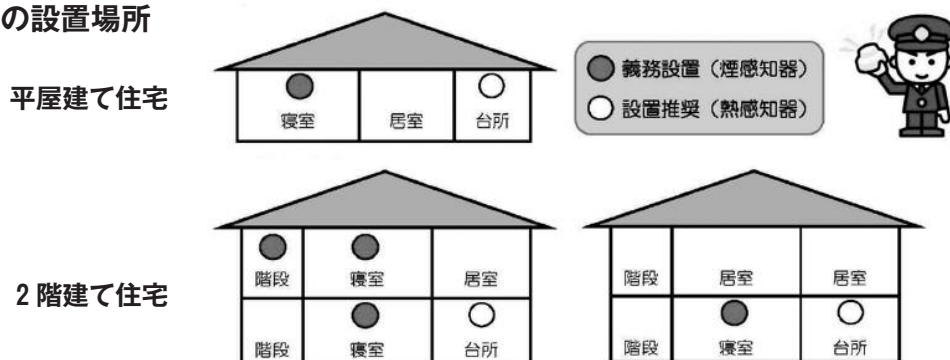 の設置場所
平屋建て住宅
寝室 居室 台所
義務設置（煙感知器）
設置推奨（熱感知器）
2階建て住宅
階段 寝室 居室
階段 寝室 台所
階段 居室 居室
階段 寝室 台所